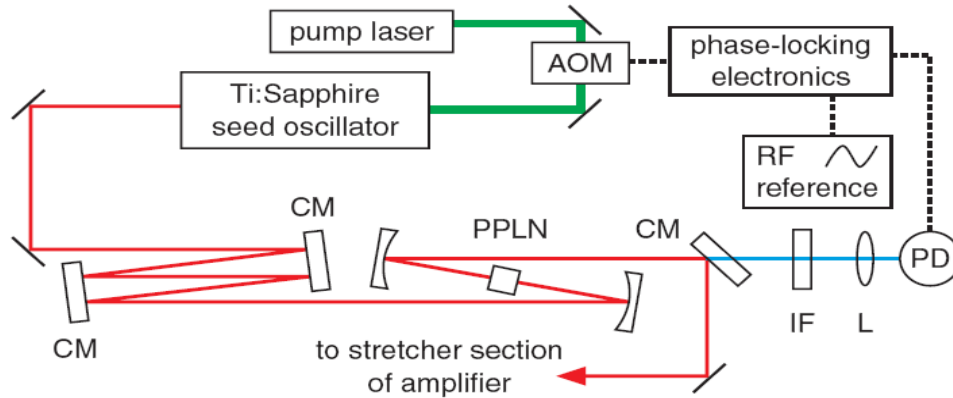 pump laser
AOM
phase-locking
electronics
Ti:Sapphire
seed oscillator
RF
reference
CM
PPLN
CM
PD
CM
IF
L
to stretcher section
of amplifier